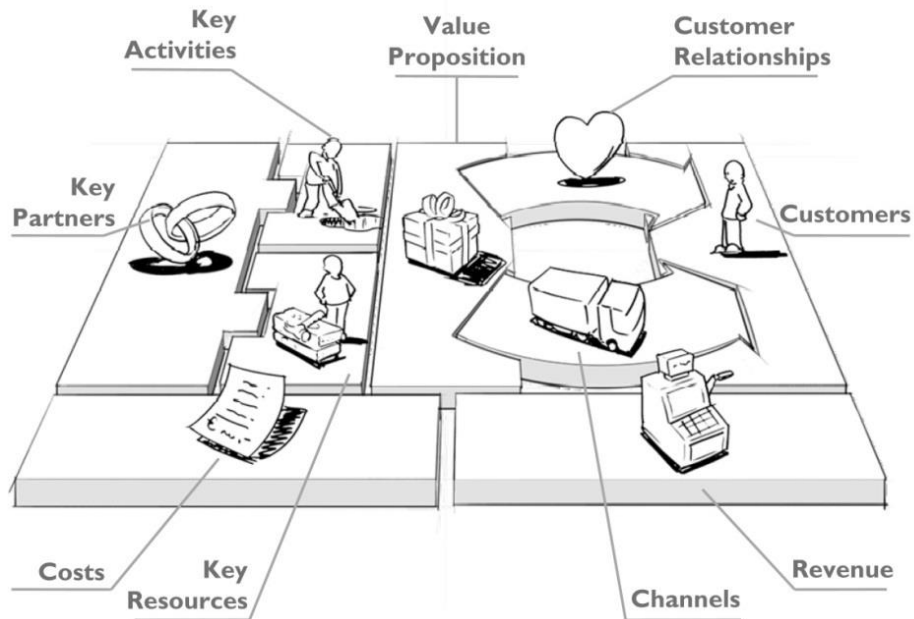 Key
Activities
Value
Proposition
Customer
Relationships
Key
Partners
Customers
Costs
Key
Resources
Channels
Revenue